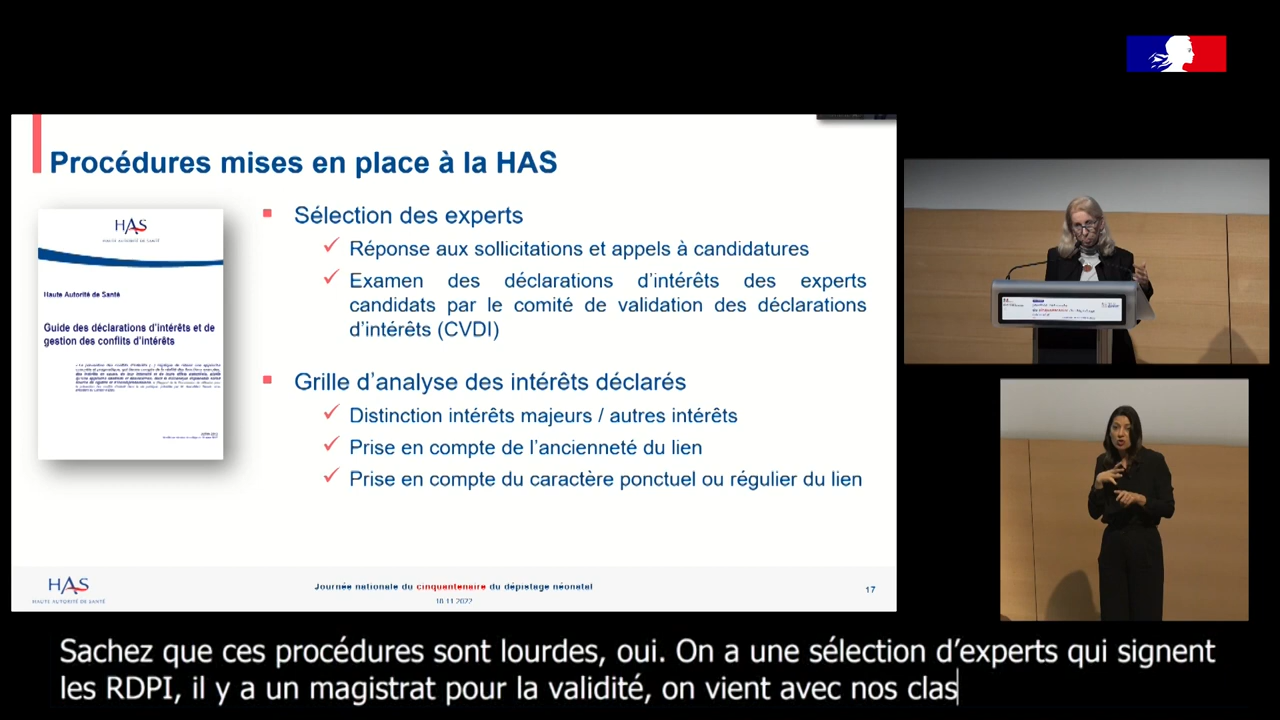 Procédures mises en place à la HAS
HAS
HAUTE AUTORITÉ DE SANTÉ
Haute Autorité de Santé
Guide des déclarations d'intérêts et de
gestion des conflits d'intérêts
Sélection des experts
Réponse aux sollicitations et appels à candidatures
Examen des déclarations d'intérêts des experts
candidats par le comité de validation des déclarations
d'intérêts (CVDI)
Grille d'analyse des intérêts déclarés
Distinction intérêts majeurs / autres intérêts
Prise en compte de l'ancienneté du lien
Prise en compte du caractère ponctuel ou régulier du lien
HAS
HAUTE AUTORITÉ DE SANTÉ
Journée nationale du cinquantenaire du dépistage néonatal
18.11.2022
17
Sachez que ces procédures sont lourdes, oui. On a une sélection d'experts qui signent
les RDPI, il y a un magistrat pour la validité, on vient avec nos clas